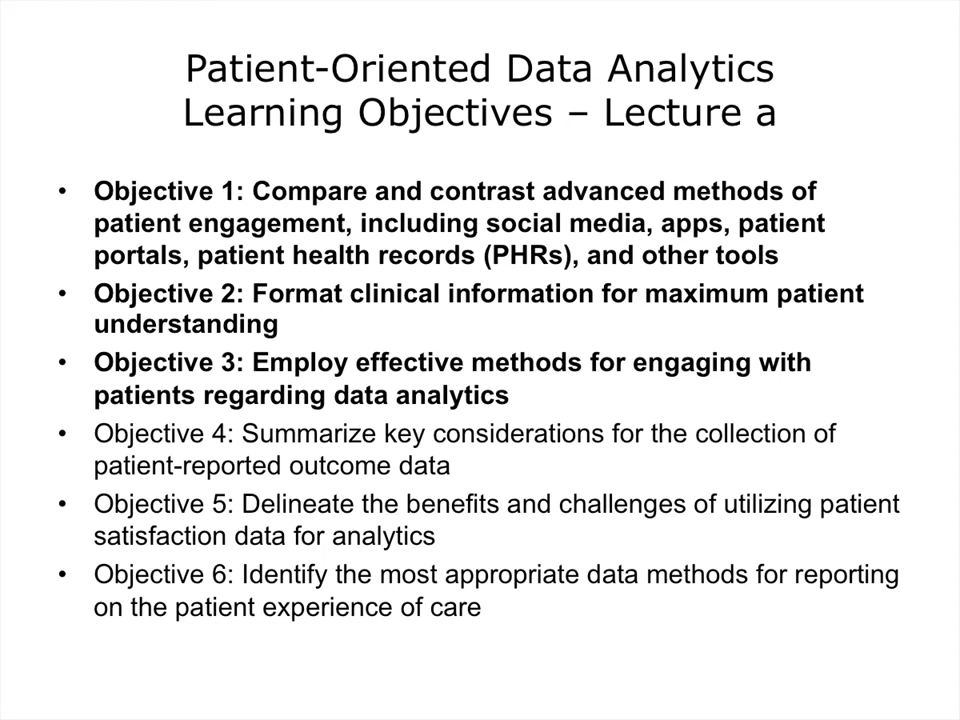 Patient-Oriented Data Analytics
Learning Objectives – Lecture a
• Objective 1: Compare and contrast advanced methods of
patient engagement, including social media, apps, patient
portals, patient health records (PHRs), and other tools
• Objective 2: Format clinical information for maximum patient
understanding
• Objective 3: Employ effective methods for engaging with
patients regarding data analytics
• Objective 4: Summarize key considerations for the collection of
patient-reported outcome data
• Objective 5: Delineate the benefits and challenges of utilizing patient
satisfaction data for analytics
• Objective 6: Identify the most appropriate data methods for reporting
on the patient experience of care